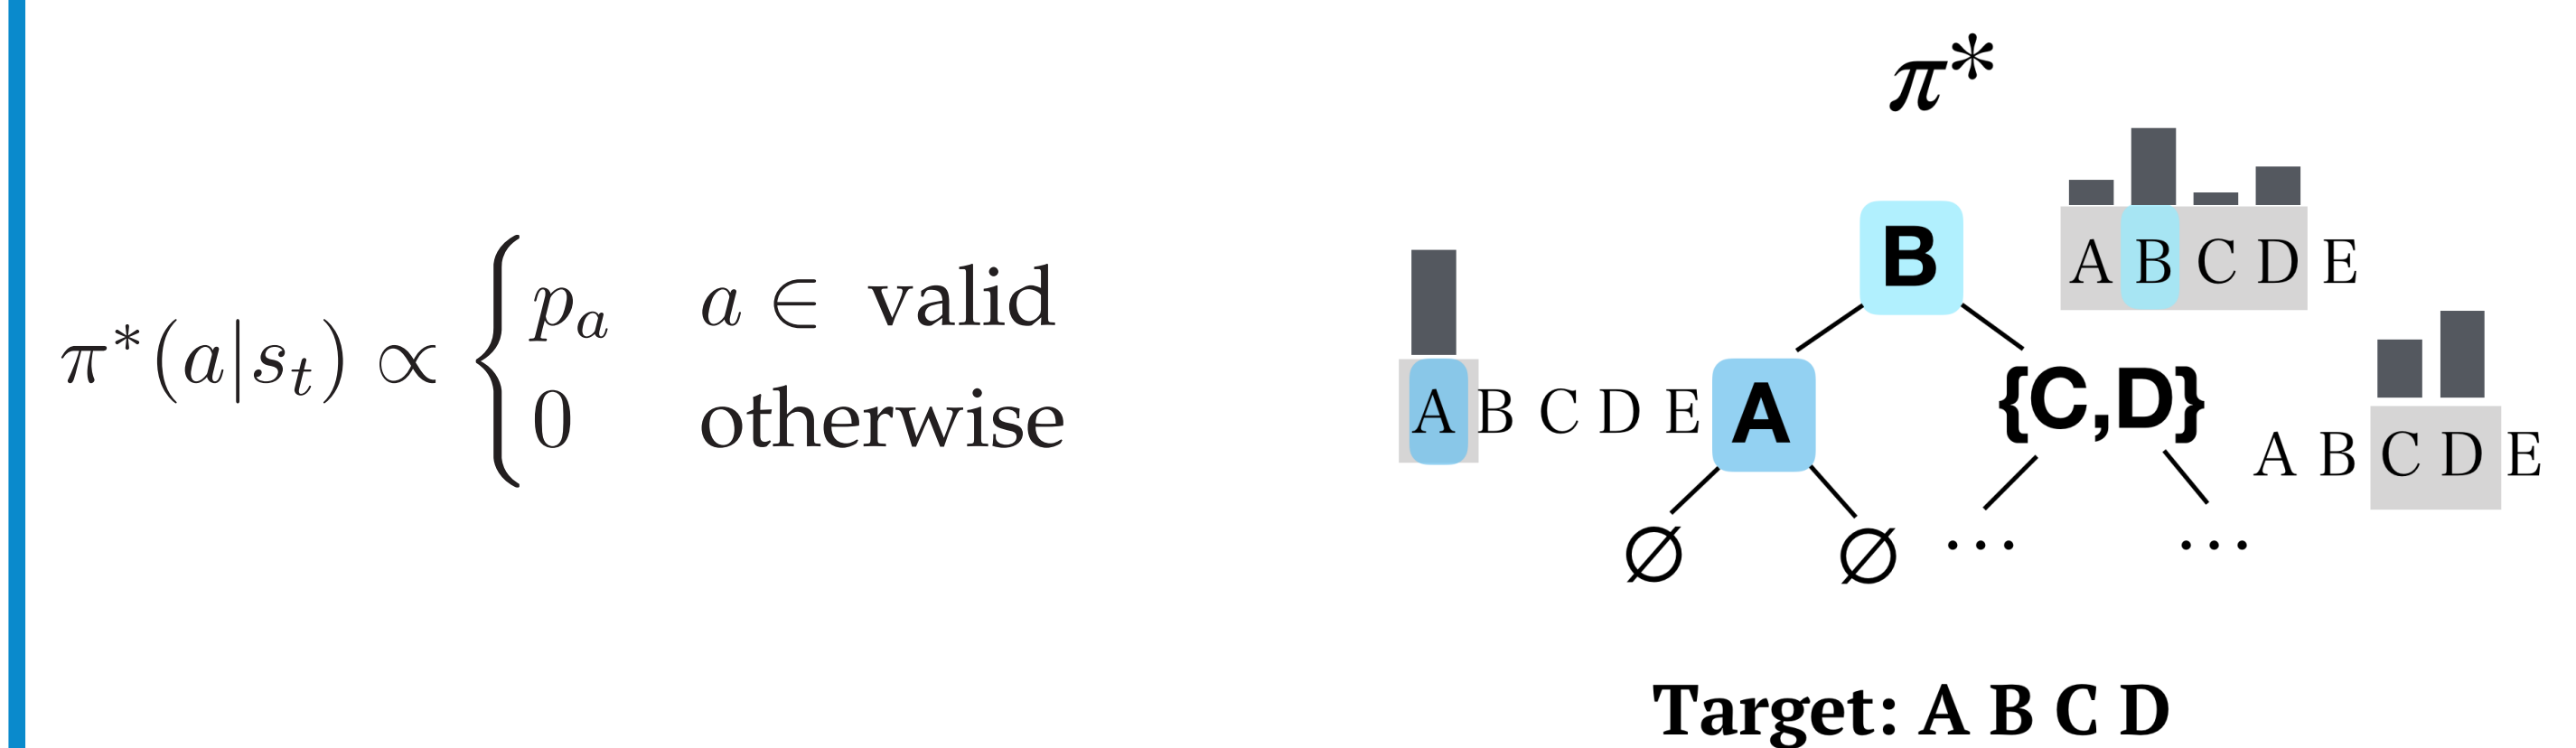 π*(a|s_t) ∝ { p_a a ∈ valid
0 otherwise
π*
B
A B C D E
A B C D E
A
{C,D}
A B C D E
∅ ∅ ... ...
Target: A B C D